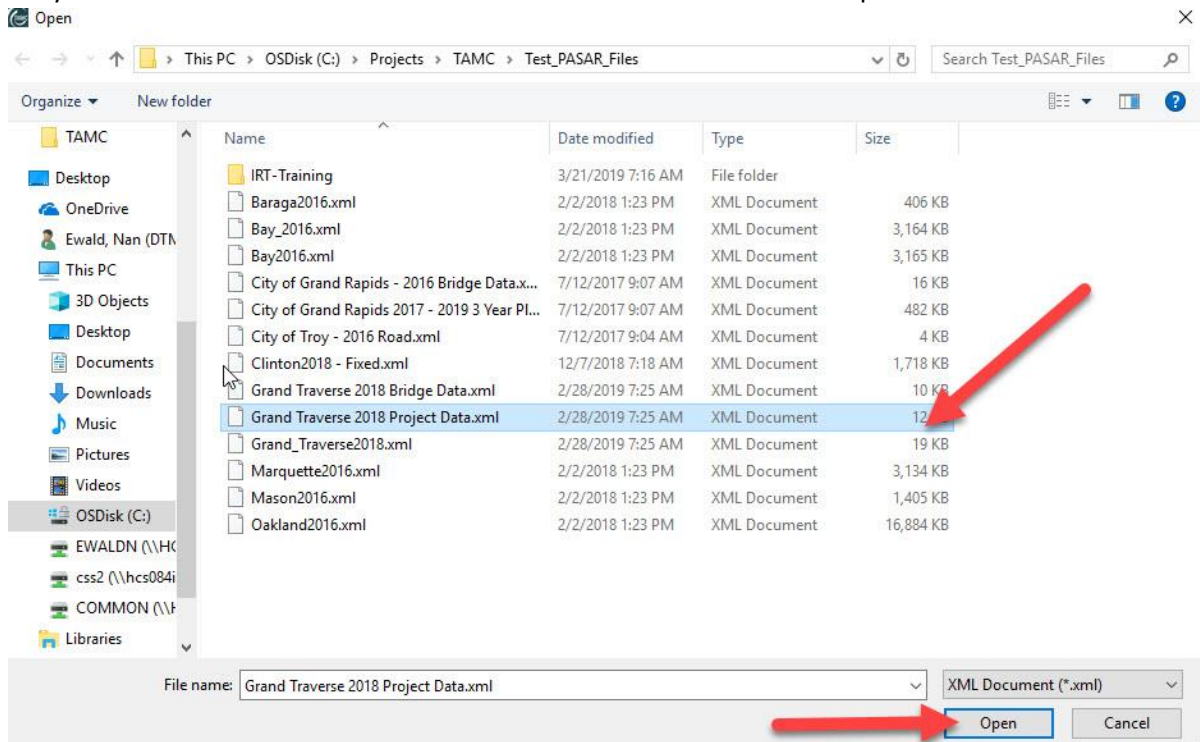 Open
This PC > OSDisk (C:) > Projects > TAMC > Test_PASAR_Files
Search Test_PASAR_Files
Organize
New folder
Name
Date modified
Type
Size
TAMC
Desktop
OneDrive
Ewald, Nan (DTM
This PC
3D Objects
Desktop
Documents
Downloads
Music
Pictures
Videos
OSDisk (C:)
EWALDN (\\HC
css2 (\\hcs084i
COMMON (\\H
Libraries
IRT-Training 3/21/2019 7:16 AM File folder
Baraga2016.xml 2/2/2018 1:23 PM XML Document 406 KB
Bay_2016.xml 2/2/2018 1:23 PM XML Document 3,164 KB
Bay2016.xml 2/2/2018 1:23 PM XML Document 3,165 KB
City of Grand Rapids - 2016 Bridge Data.x... 7/12/2017 9:07 AM XML Document 16 KB
City of Grand Rapids 2017 - 2019 3 Year Pl... 7/12/2017 9:07 AM XML Document 482 KB
City of Troy - 2016 Road.xml 7/12/2017 9:04 AM XML Document 4 KB
Clinton2018 - Fixed.xml 12/7/2018 7:18 AM XML Document 1,718 KB
Grand Traverse 2018 Bridge Data.xml 2/28/2019 7:25 AM XML Document 10 KB
Grand Traverse 2018 Project Data.xml 2/28/2019 7:25 AM XML Document 12
Grand_Traverse2018.xml 2/28/2019 7:25 AM XML Document 19 KB
Marquette2016.xml 2/2/2018 1:23 PM XML Document 3,134 KB
Mason2016.xml 2/2/2018 1:23 PM XML Document 1,405 KB
Oakland2016.xml 2/2/2018 1:23 PM XML Document 16,884 KB
File name: Grand Traverse 2018 Project Data.xml
XML Document (*.xml)
Open
Cancel